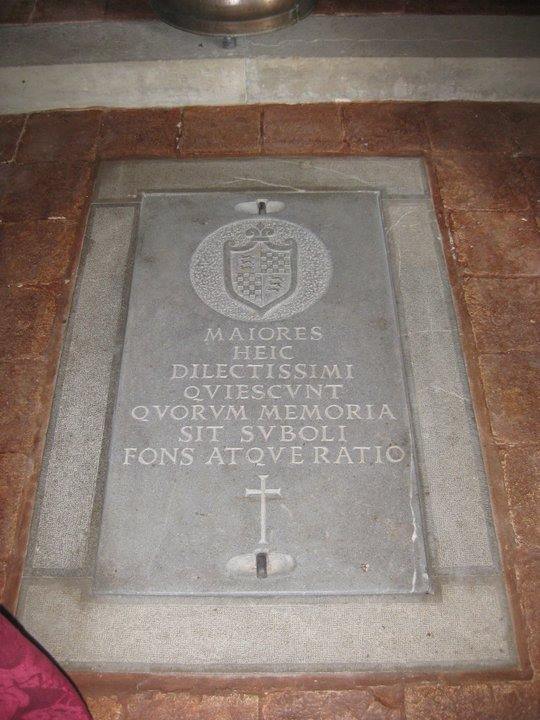 MAIORES
HEIC
DILECTISSIMI
QVIESCVNT
QVORVM MEMORIA
SIT SVBOLI
FONS ATQVE RATIO